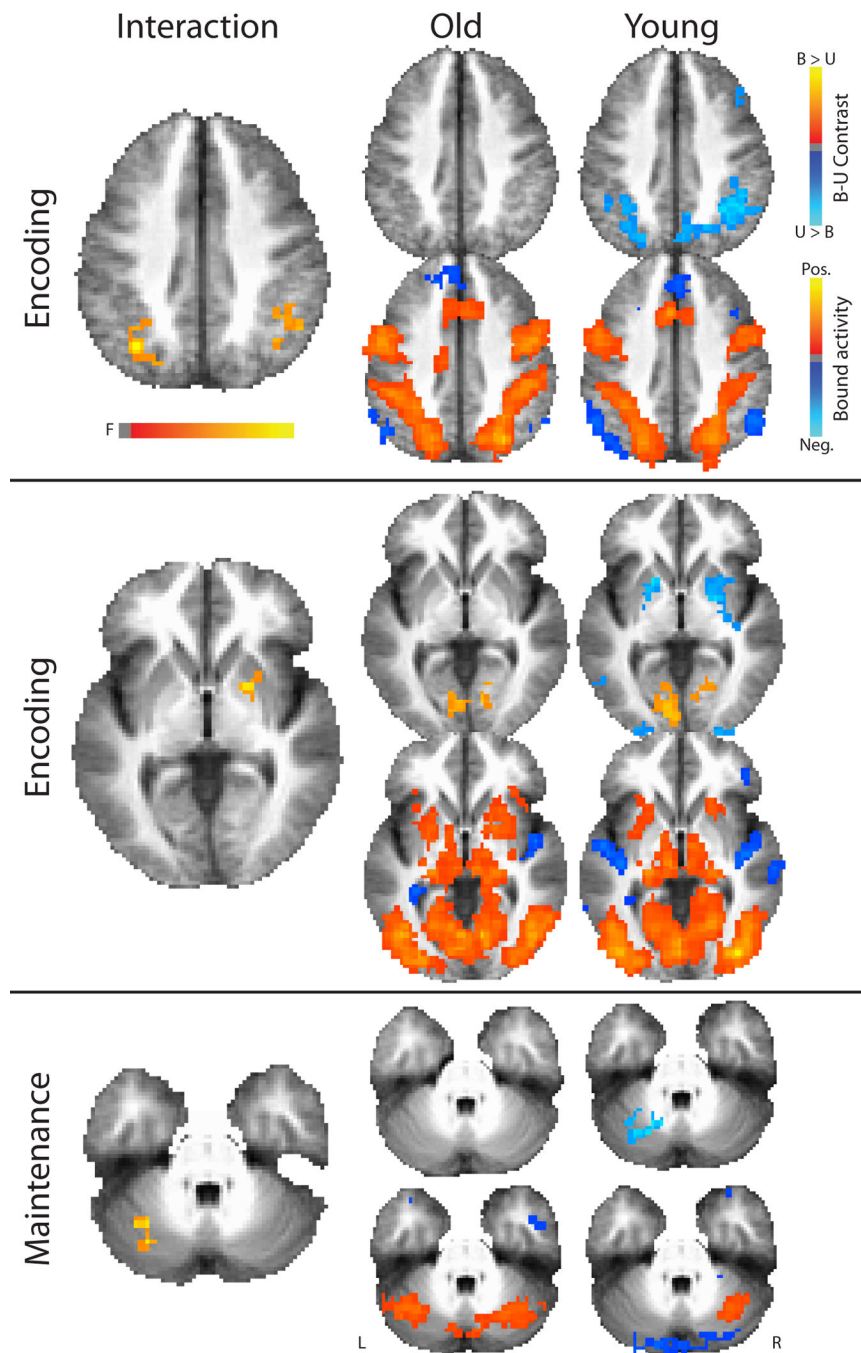 Interaction
Old
Young
Encoding
B > U
B-U Contrast
U > B
Pos.
Bound activity
Neg.
F
Encoding
Maintenance
L
R